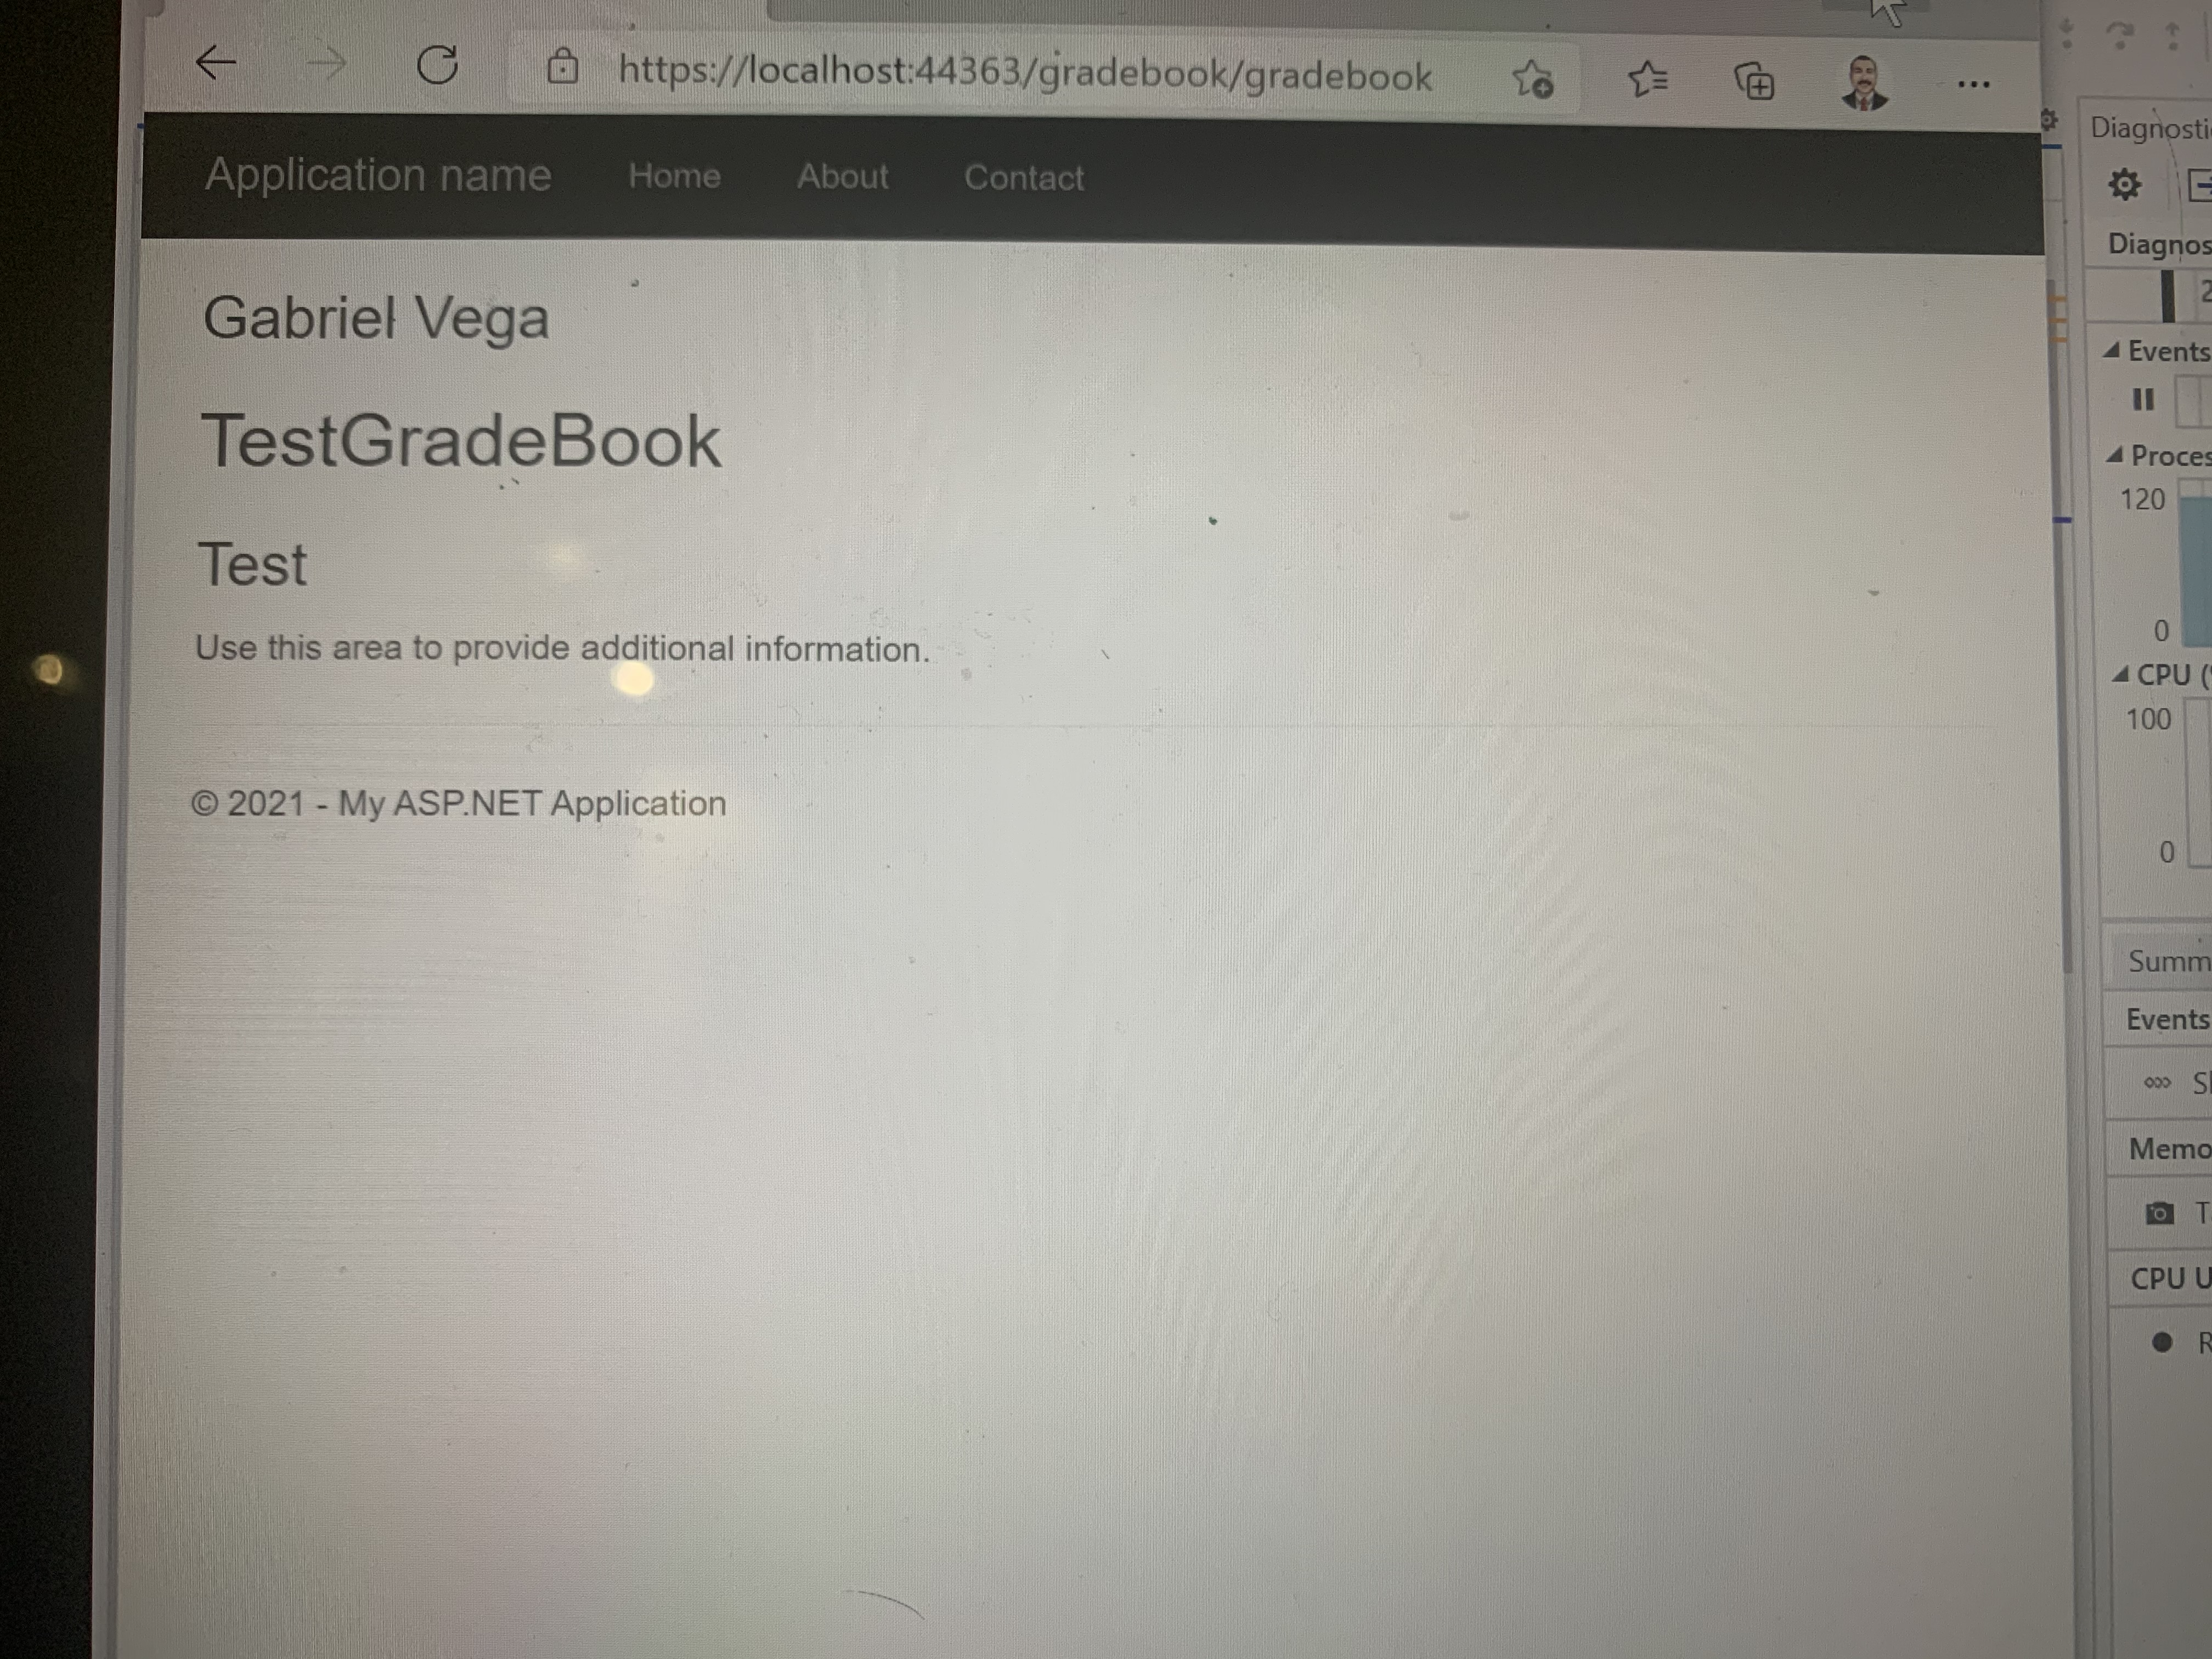 https://localhost:44363/gradebook/gradebook
Application name Home About Contact
Gabriel Vega
TestGradeBook
Test
Use this area to provide additional information.
© 2021 - My ASP.NET Application
Diagnosti
Diagnos
Events
Proces
120
0
CPU (
100
0
Summ
Events
Memo
T
CPU U
R